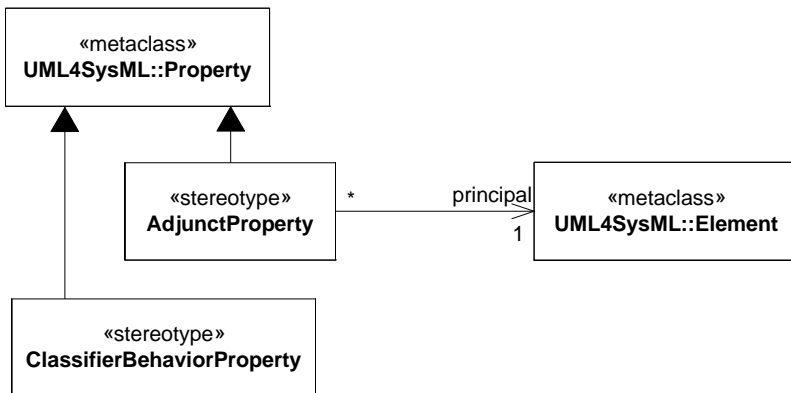 «metaclass»
UML4SysML::Property
«stereotype»
AdjunctProperty
*
principal
1
«metaclass»
UML4SysML::Element
«stereotype»
ClassifierBehaviorProperty